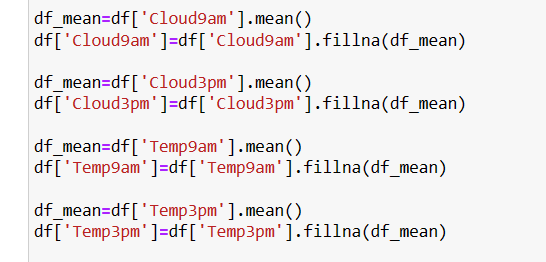 df_mean=df['Cloud9am'].mean()
df['Cloud9am']=df['Cloud9am'].fillna(df_mean)
df_mean=df['Cloud3pm'].mean()
df['Cloud3pm']=df['Cloud3pm'].fillna(df_mean)
df_mean=df['Temp9am'].mean()
df['Temp9am']=df['Temp9am'].fillna(df_mean)
df_mean=df['Temp3pm'].mean()
df['Temp3pm']=df['Temp3pm'].fillna(df_mean)